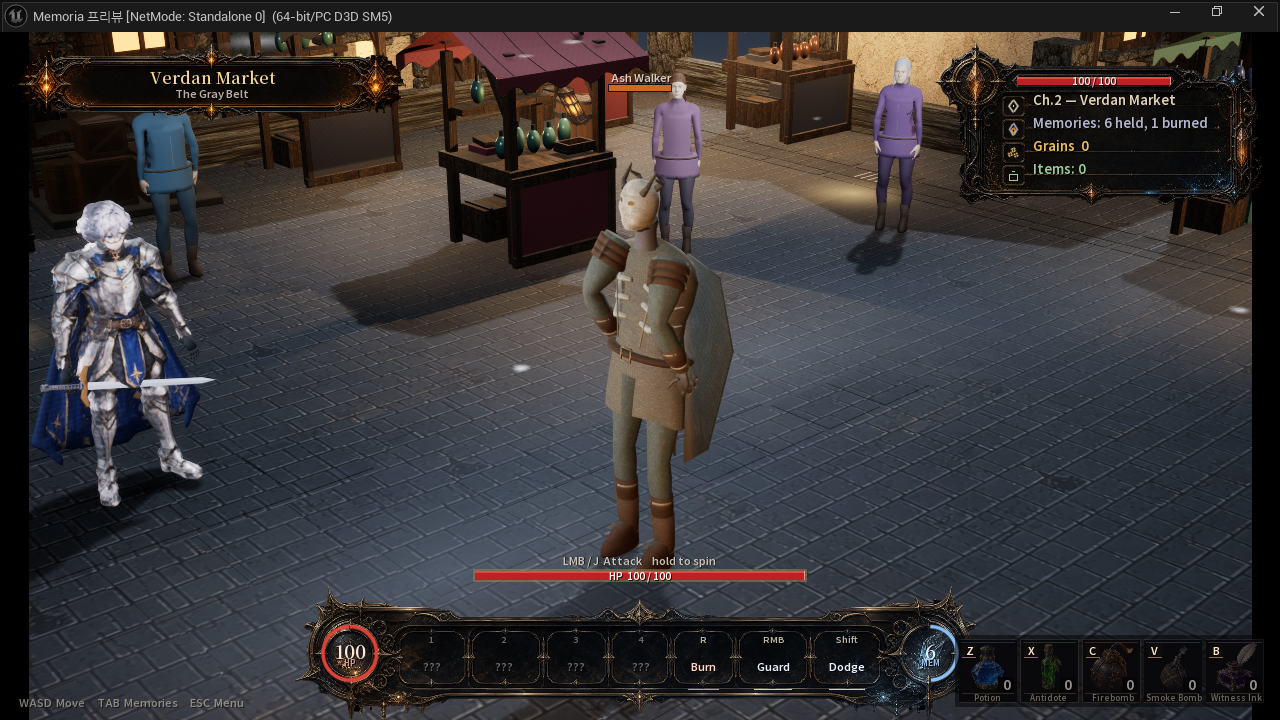 Memoria 프리뷰 [NetMode: Standalone 0] (64-bit/PC D3D SM5)
Verdan Market
The Gray Belt
Ash Walker
100 / 100
Ch.2 — Verdan Market
Memories: 6 held, 1 burned
Grains 0
Items: 0
LMB / J Attack hold to spin
HP 100 / 100
100
HP
1
???
2
???
3
???
4
???
R
Burn
RMB
Guard
Shift
Dodge
6
MEM
Z
0
Potion
X
0
Antidote
C
0
Firebomb
V
0
Smoke Bomb
B
0
Witness Ink
WASD Move TAB Memories ESC Menu